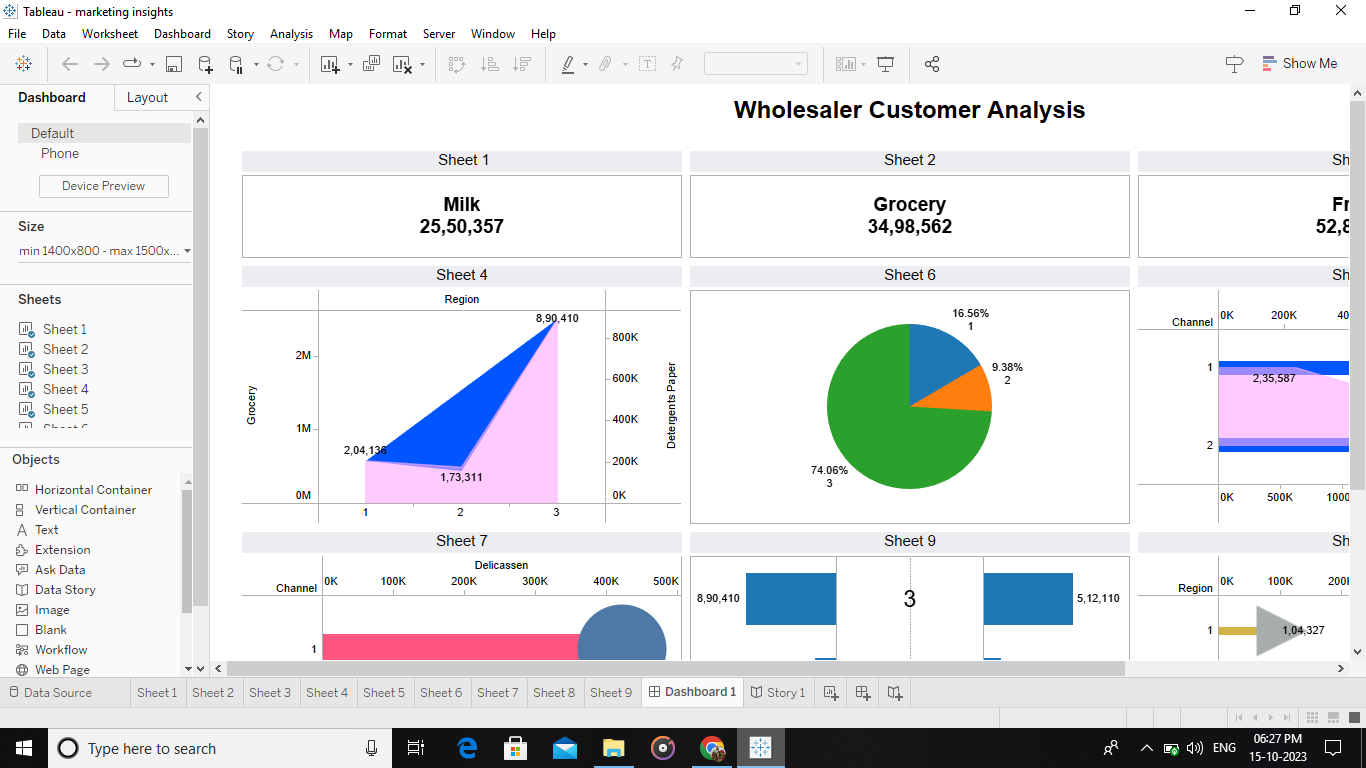 Tableau - marketing insights
File Data Worksheet Dashboard Story Analysis Map Format Server Window Help
Show Me
Dashboard Layout
Default
Phone
Device Preview
Size
min 1400x800 - max 1500x...
Sheets
Sheet 1
Sheet 2
Sheet 3
Sheet 4
Sheet 5
Objects
Horizontal Container
Vertical Container
Text
Extension
Ask Data
Data Story
Image
Blank
Workflow
Web Page
Wholesaler Customer Analysis
Sheet 1
Milk
25,50,357
Sheet 2
Grocery
34,98,562
Sh
Fr
52,8
Sheet 4
Region
8,90,410
2M
1M
0M
Grocery
2,04,136
1,73,311
800K
600K
400K
200K
0K
Detergents Paper
1 2 3
Sheet 6
16.56%
1
9.38%
2
74.06%
3
Sh
Channel
0K 200K 40
1
2,35,587
2
0K 500K 1000
Sheet 7
Delicassen
Channel
0K 100K 200K 300K 400K 500K
1
Sheet 9
8,90,410 3 5,12,110
Sh
Region
0K 100K 200
1
1,04,327
Data Source Sheet 1 Sheet 2 Sheet 3 Sheet 4 Sheet 5 Sheet 6 Sheet 7 Sheet 8 Sheet 9 Dashboard 1 Story 1
Type here to search
ENG
06:27 PM
15-10-2023